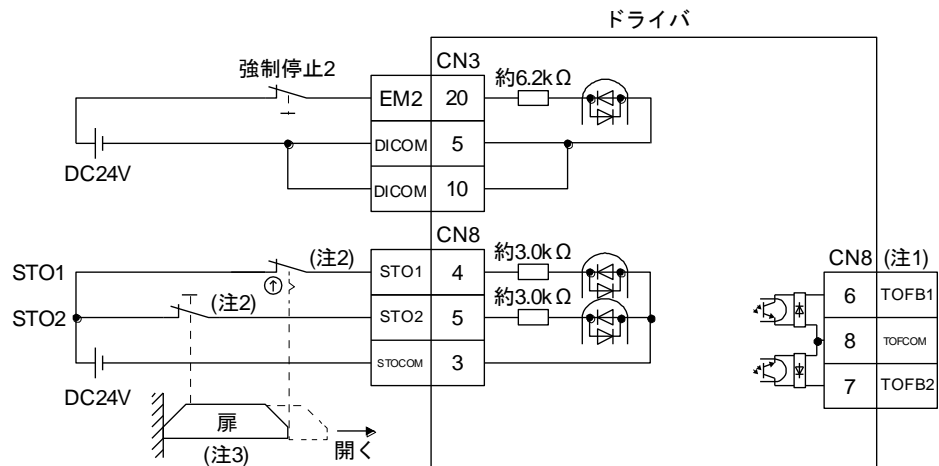 ドライバ
CN3
強制停止2
約6.2kΩ
EM2 20
DICOM 5
DC24V
DICOM 10
CN8
約3.0kΩ
STO1 (注2) STO1 4
約3.0kΩ
STO2 (注2) STO2 5
STOCOM 3
DC24V
扉
(注3)
開く
CN8 (注1)
6 TOFB1
8 TOFCOM
7 TOFB2